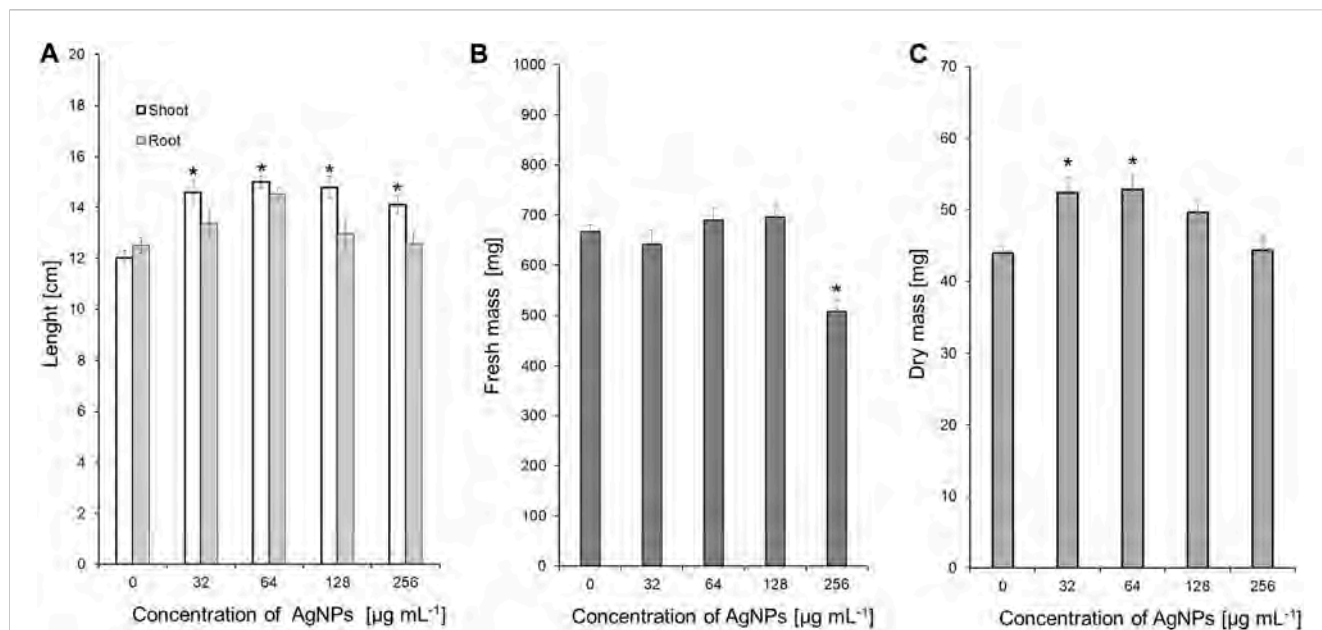 A
20
18
16
14
12
10
8
6
4
2
0
Lenght [cm]
Shoot
Root
*
*
*
*
0 32 64 128 256
Concentration of AgNPs [µg mL⁻¹]
B
1000
900
800
700
600
500
400
300
200
100
0
Fresh mass [mg]
*
0 32 64 128 256
Concentration of AgNPs [µg mL⁻¹]
C
70
60
50
40
30
20
10
0
Dry mass [mg]
* *
0 32 64 128 256
Concentration of AgNPs [µg mL⁻¹]